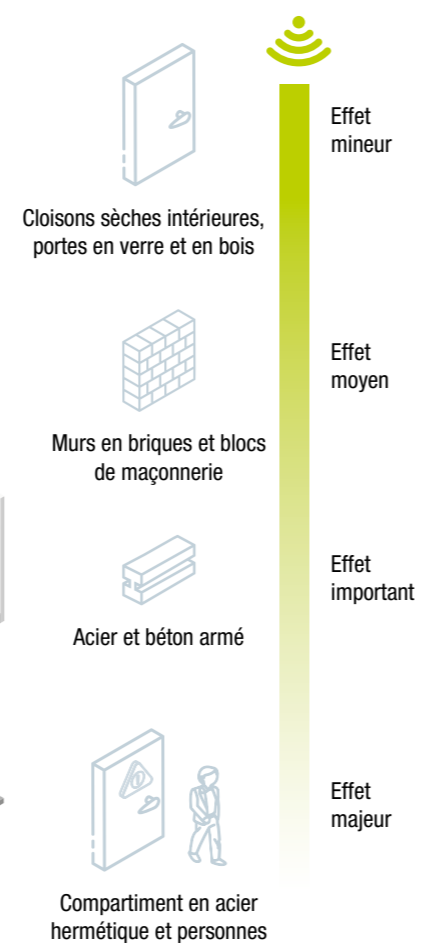 Effet
mineur
Cloisons sèches intérieures,
portes en verre et en bois
Effet
moyen
Murs en briques et blocs
de maçonnerie
Effet
important
Acier et béton armé
Effet
majeur
Compartiment en acier
hermétique et personnes